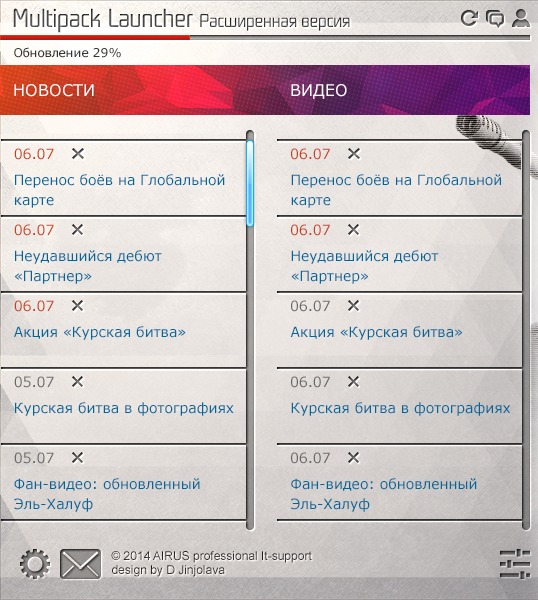 Multipack Launcher Расширенная версия
Обновление 29%
НОВОСТИ
06.07
Перенос боёв на Глобальной
карте
06.07
Неудавшийся дебют
«Партнер»
06.07
Акция «Курская битва»
05.07
Курская битва в фотографиях
05.07
Фан-видео: обновленный
Эль-Халуф
ВИДЕО
06.07
Перенос боёв на Глобальной
карте
06.07
Неудавшийся дебют
«Партнер»
06.07
Акция «Курская битва»
06.07
Курская битва в фотографиях
06.07
Фан-видео: обновленный
Эль-Халуф
© 2014 AIRUS professional It-support
design by D Jinjolava